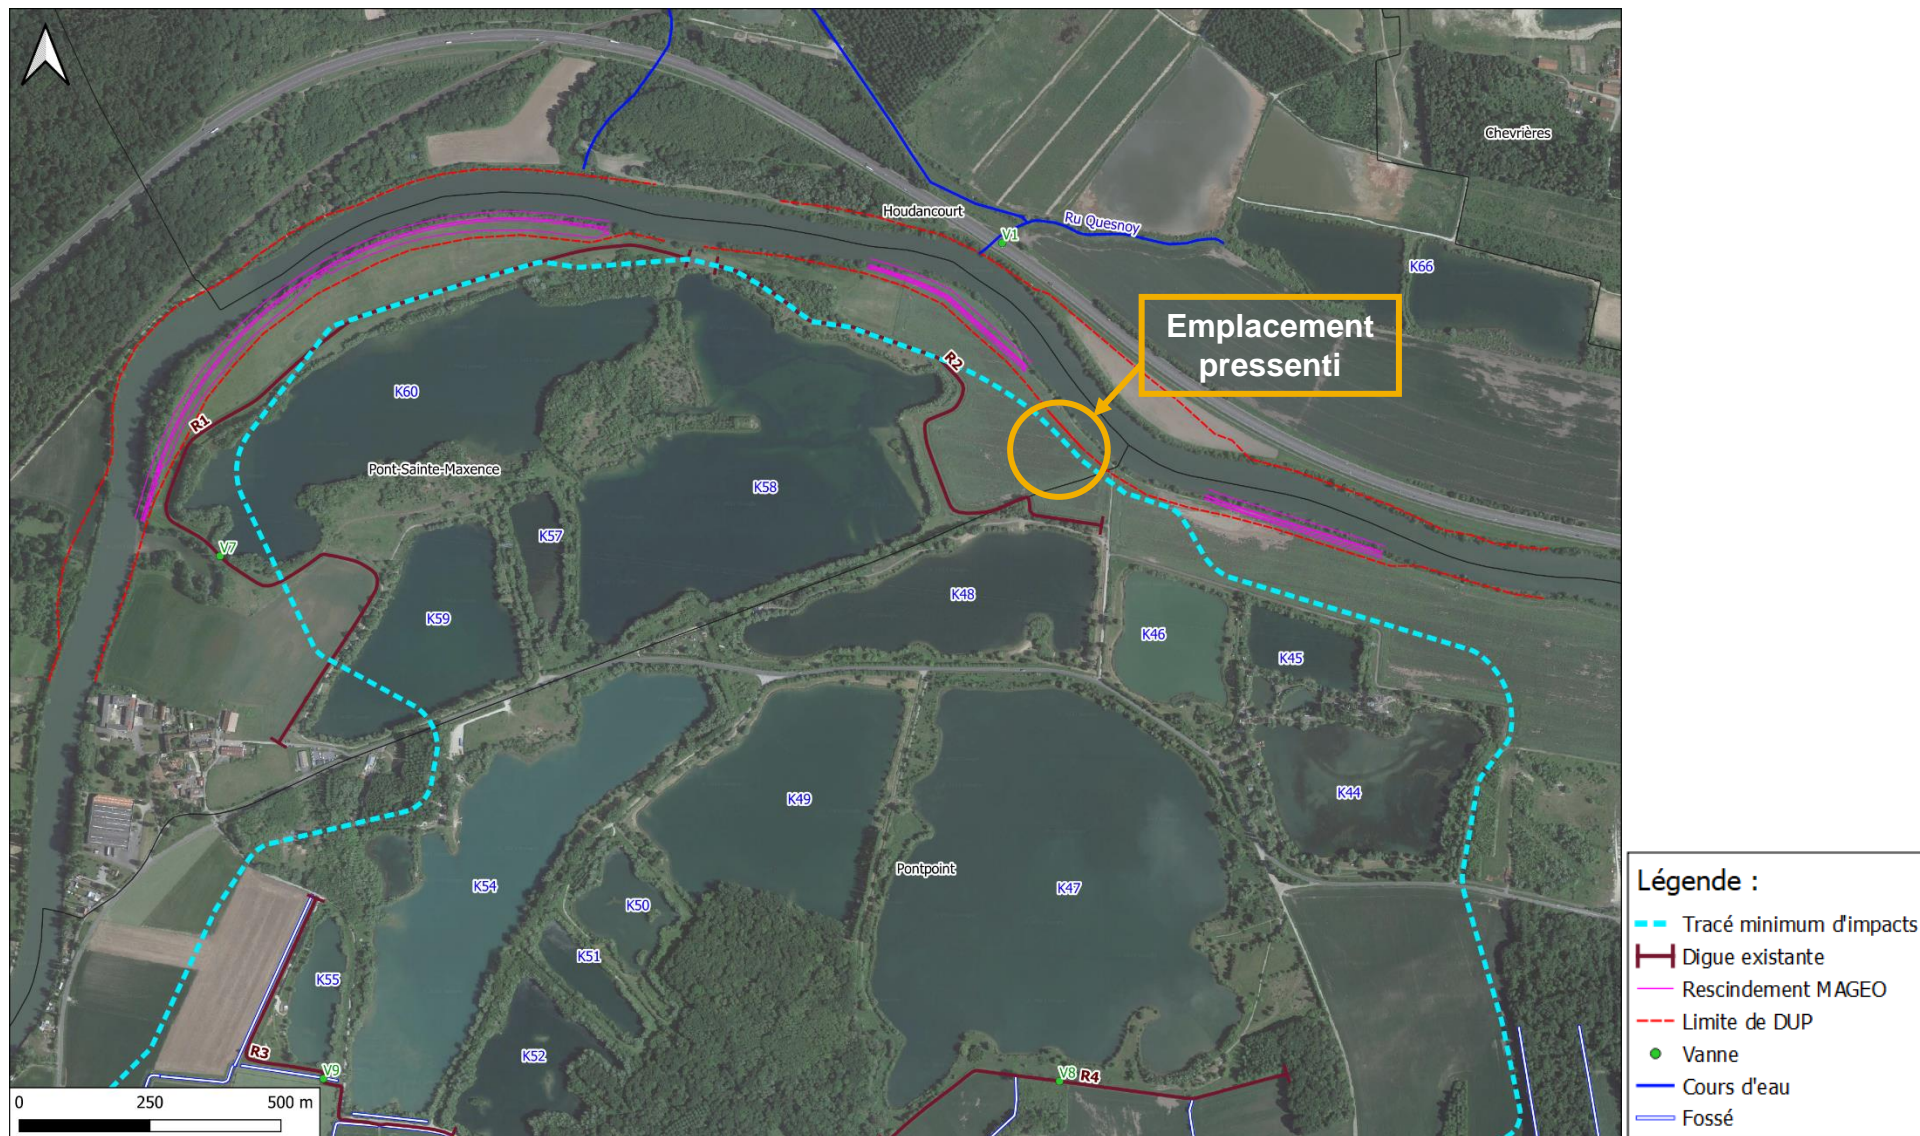 Chevrières
Houdancourt
Ru Quesnoy
V1
K66
Emplacement
pressenti
R2
K60
R1
Pont-Sainte-Maxence
K58
K57
V7
K48
K59
K46
K45
K44
K49
Pontpoint
K47
K54
K50
K51
K55
K52
R3
V9
V8
R4
0 250 500 m
Légende :
Tracé minimum d'impacts
Digue existante
Rescindement MAGEO
Limite de DUP
Vanne
Cours d'eau
Fossé